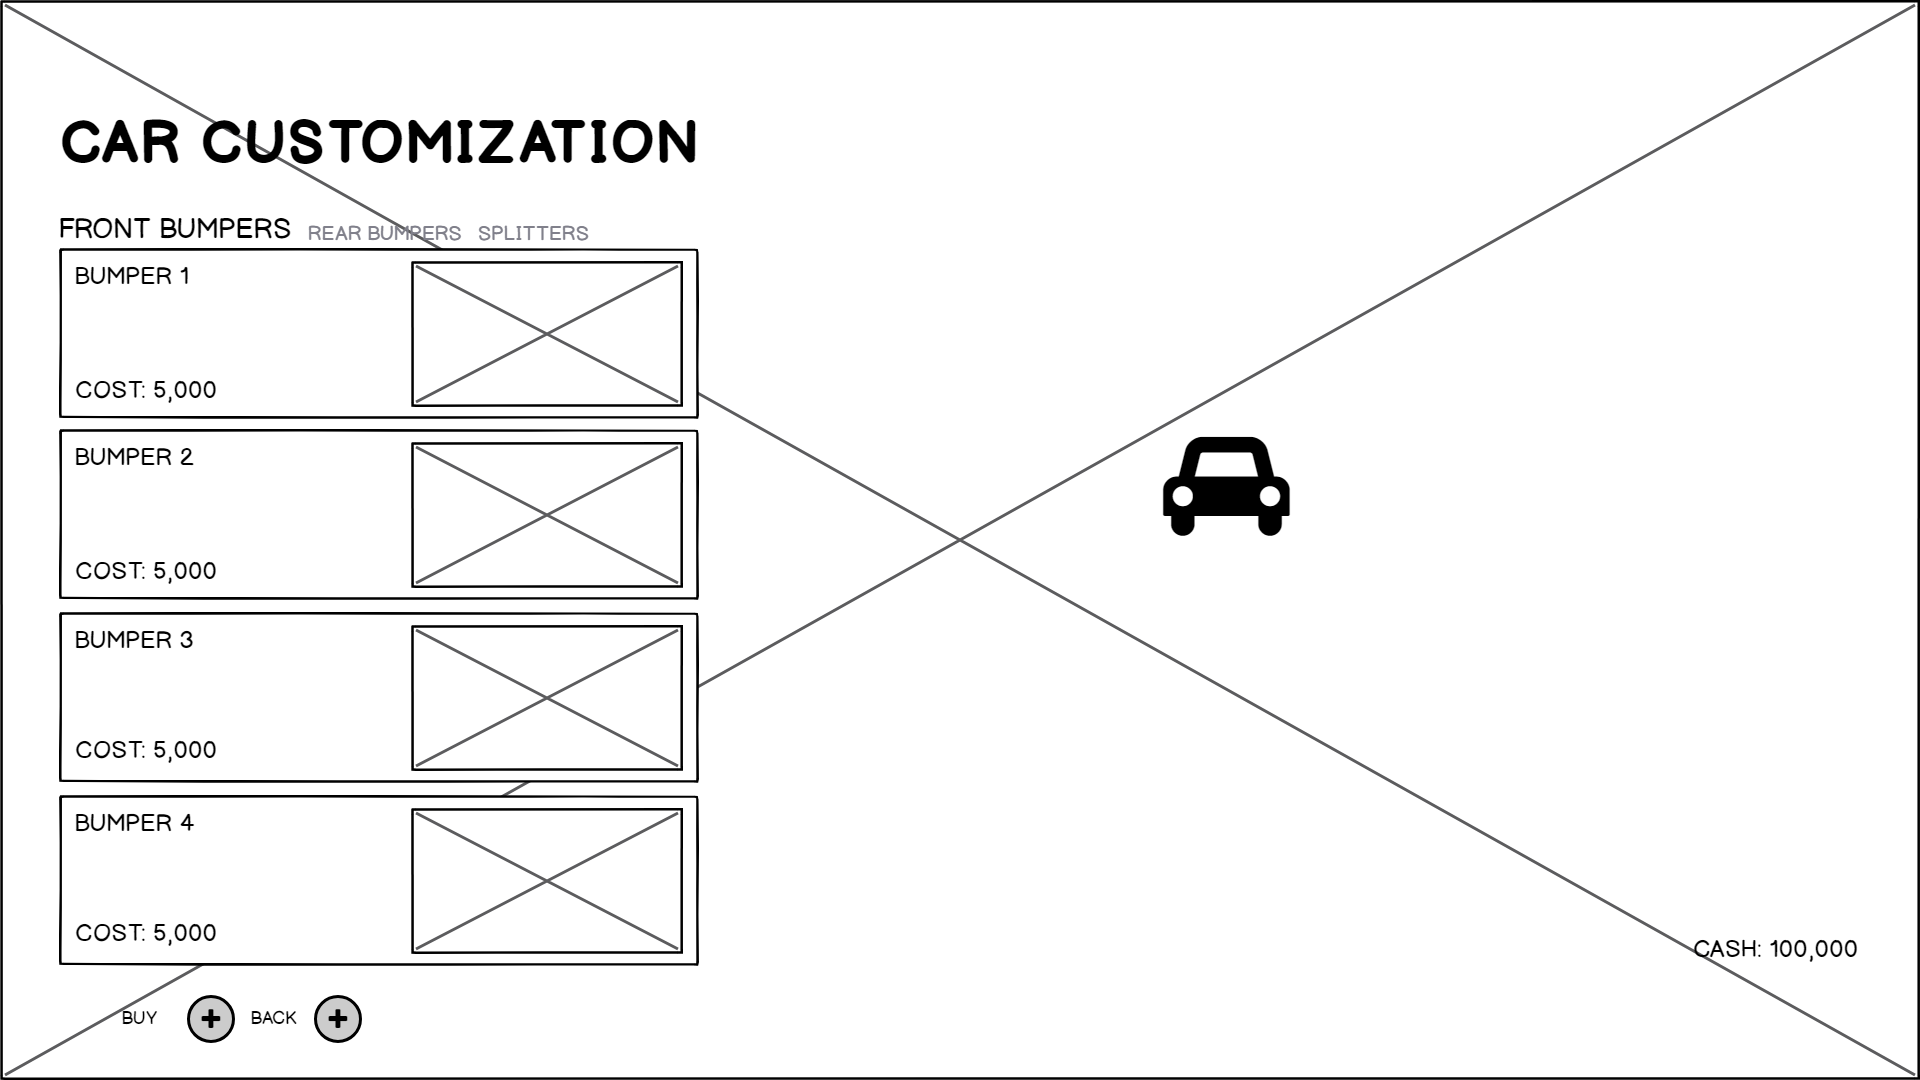 CAR CUSTOMIZATION
FRONT BUMPERS REAR BUMPERS SPLITTERS
BUMPER 1
COST: 5,000
BUMPER 2
COST: 5,000
BUMPER 3
COST: 5,000
BUMPER 4
COST: 5,000
CASH: 100,000
BUY BACK